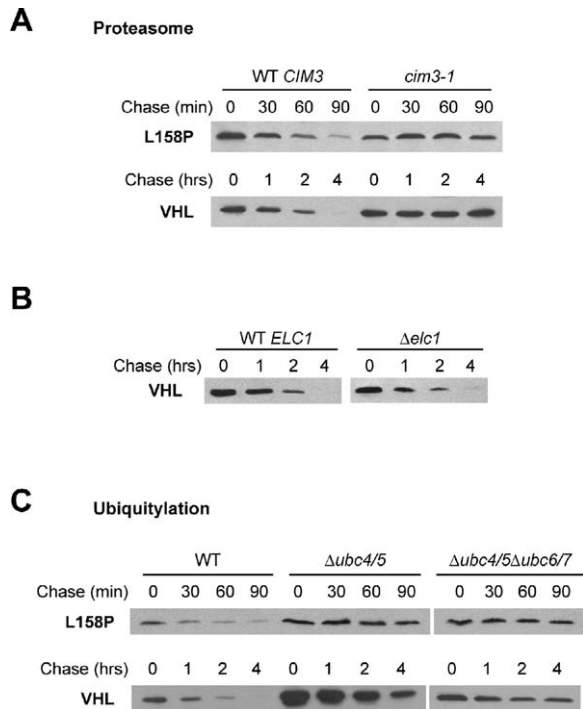 A
Proteasome
WT CIM3 cim3-1
Chase (min) 0 30 60 90 0 30 60 90
L158P
Chase (hrs) 0 1 2 4 0 1 2 4
VHL
B
WT ELC1 Δelc1
Chase (hrs) 0 1 2 4 0 1 2 4
VHL
C
Ubiquitylation
WT Δubc4/5 Δubc4/5Δubc6/7
Chase (min) 0 30 60 90 0 30 60 90 0 30 60 90
L158P
Chase (hrs) 0 1 2 4 0 1 2 4 0 1 2 4
VHL